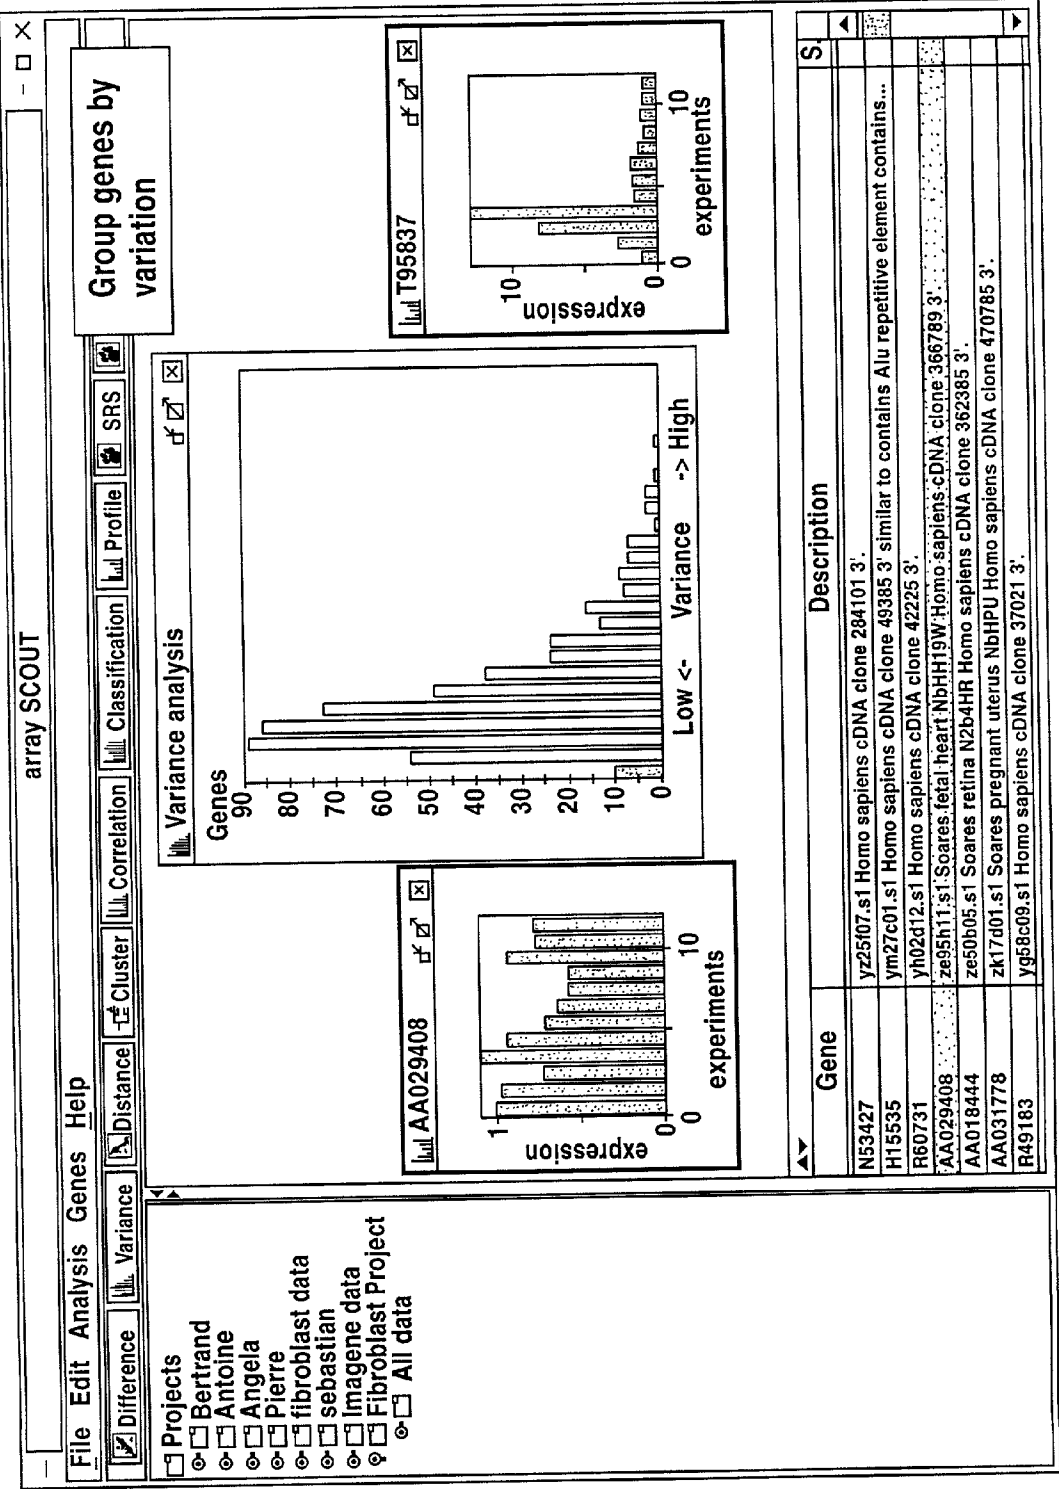 array SCOUT
File Edit Analysis Genes Help
Group genes by
variation
Difference Variance Distance Cluster Correlation Classification Profile SRS
Projects
Bertrand
Antoine
Angela
Pierre
fibroblast data
sebastian
Imagene data
Fibroblast Project
All data
AA029408
expression
1
0
0 10
experiments
Variance analysis
Genes
90
80
70
60
50
40
30
20
10
0
Low <- Variance -> High
T95837
expression
10
0
0 10
experiments
Gene Description S.
N53427 yz25f07.s1 Homo sapiens cDNA clone 284101 3'.
H15535 ym27c01.s1 Homo sapiens cDNA clone 49385 3' similar to contains Alu repetitive element contains...
R60731 yh02d12.s1 Homo sapiens cDNA clone 42225 3'.
AA029408 ze95h11.s1 Soares fetal heart NbHH19W Homo sapiens cDNA clone 366789 3'.
AA018444 ze50b05.s1 Soares retina N2b4HR Homo sapiens cDNA clone 362385 3'.
AA031778 zk17d01.s1 Soares pregnant uterus NbHPU Homo sapiens cDNA clone 470785 3'.
R49183 yg58c09.s1 Homo sapiens cDNA clone 37021 3'.